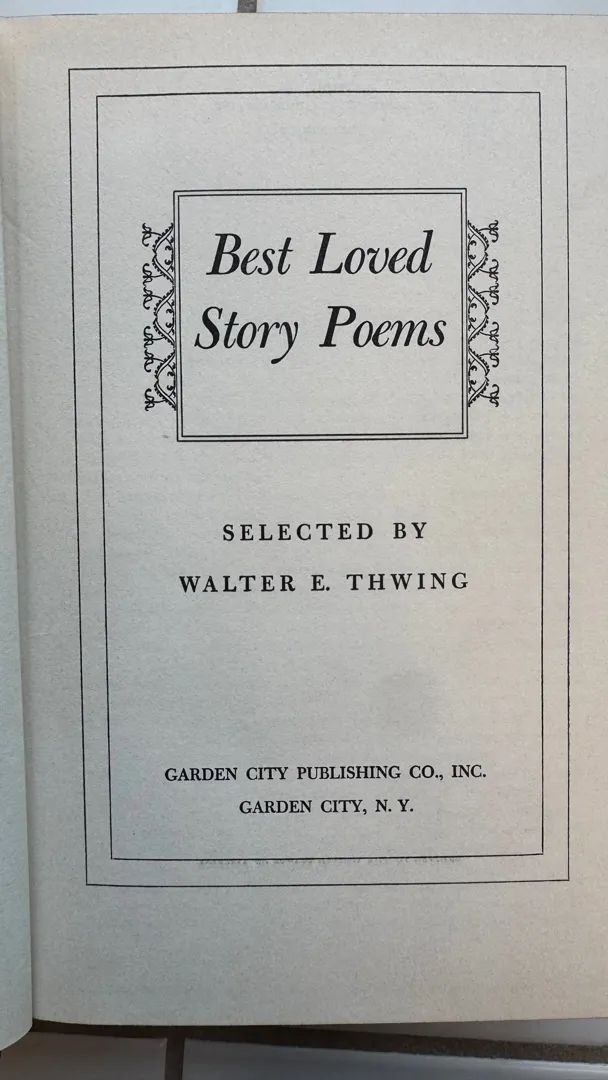 Best Loved
Story Poems
SELECTED BY
WALTER E. THWING
GARDEN CITY PUBLISHING CO., INC.
GARDEN CITY, N. Y.